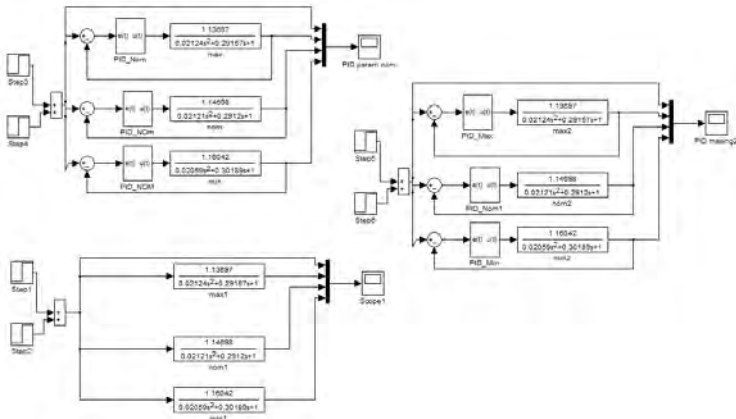 Step3
Step4
e(t) u(t)
PID_Nom
1.13697
0.02124s²+0.29157s+1
max
e(t) u(t)
PID_NOm
1.14698
0.02121s²+0.2912s+1
nom
e(t) u(t)
PID_NOM
1.16042
0.02089s²+0.30189s+1
min
PID param nom
Step5
Step6
e(t) u(t)
PID_Max
1.13697
0.02124s²+0.29157s+1
max2
e(t) u(t)
PID_Nom1
1.14698
0.02121s²+0.2912s+1
nom2
e(t) u(t)
PID_Min
1.16042
0.02089s²+0.30189s+1
min2
PID masing2
Step1
Step2
1.13697
0.02124s²+0.29157s+1
max1
1.14698
0.02121s²+0.2912s+1
nom1
1.16042
0.02089s²+0.30189s+1
min1
Scope1